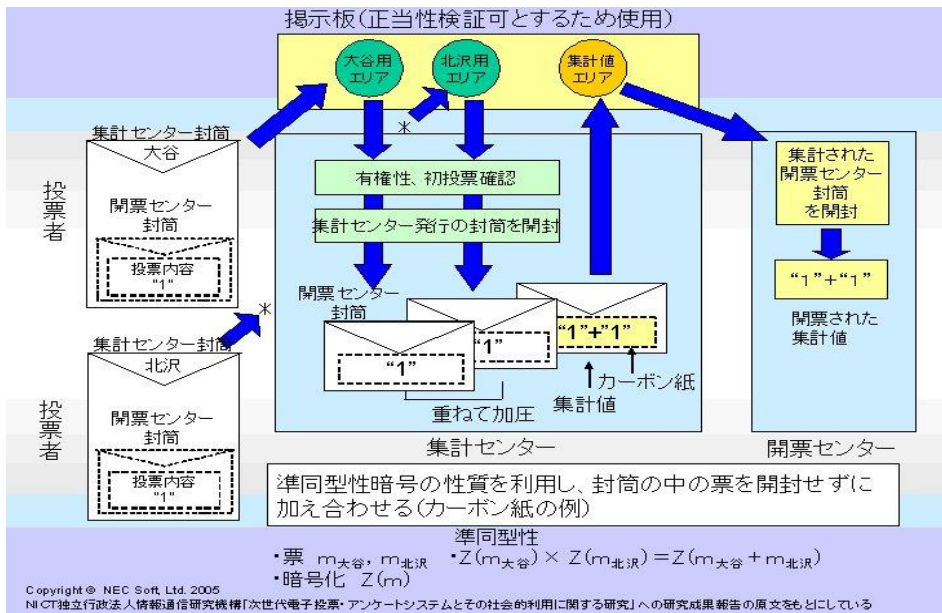 掲示板(正当性検証可とするため使用)
大谷用
エリア
北沢用
エリア
集計値
エリア
*
集計センター封筒
大谷
開票センター
封筒
投票内容
"1"
投票者
*
集計センター封筒
北沢
開票センター
封筒
投票内容
"1"
投票者
有権性、初投票確認
集計センター発行の封筒を開封
開票センター
封筒
"1"
"1"
"1"+"1"
カーボン紙
集計値
重ねて加圧
集計センター
集計された
開票センター
封筒
を開封
"1"+"1"
開票された
集計値
開票センター
準同型性暗号の性質を利用し、封筒の中の票を開封せずに
加え合わせる(カーボン紙の例)
準同型性
・票 m大谷, m北沢 ・Z(m大谷)× Z(m北沢)=Z(m大谷+m北沢)
・暗号化 Z(m)
Copyright © NEC Soft, Ltd. 2005
NICT独立行政法人情報通信研究機構「次世代電子投票・アンケートシステムとその社会的利用に関する研究」への研究成果報告の原文をもとにしている